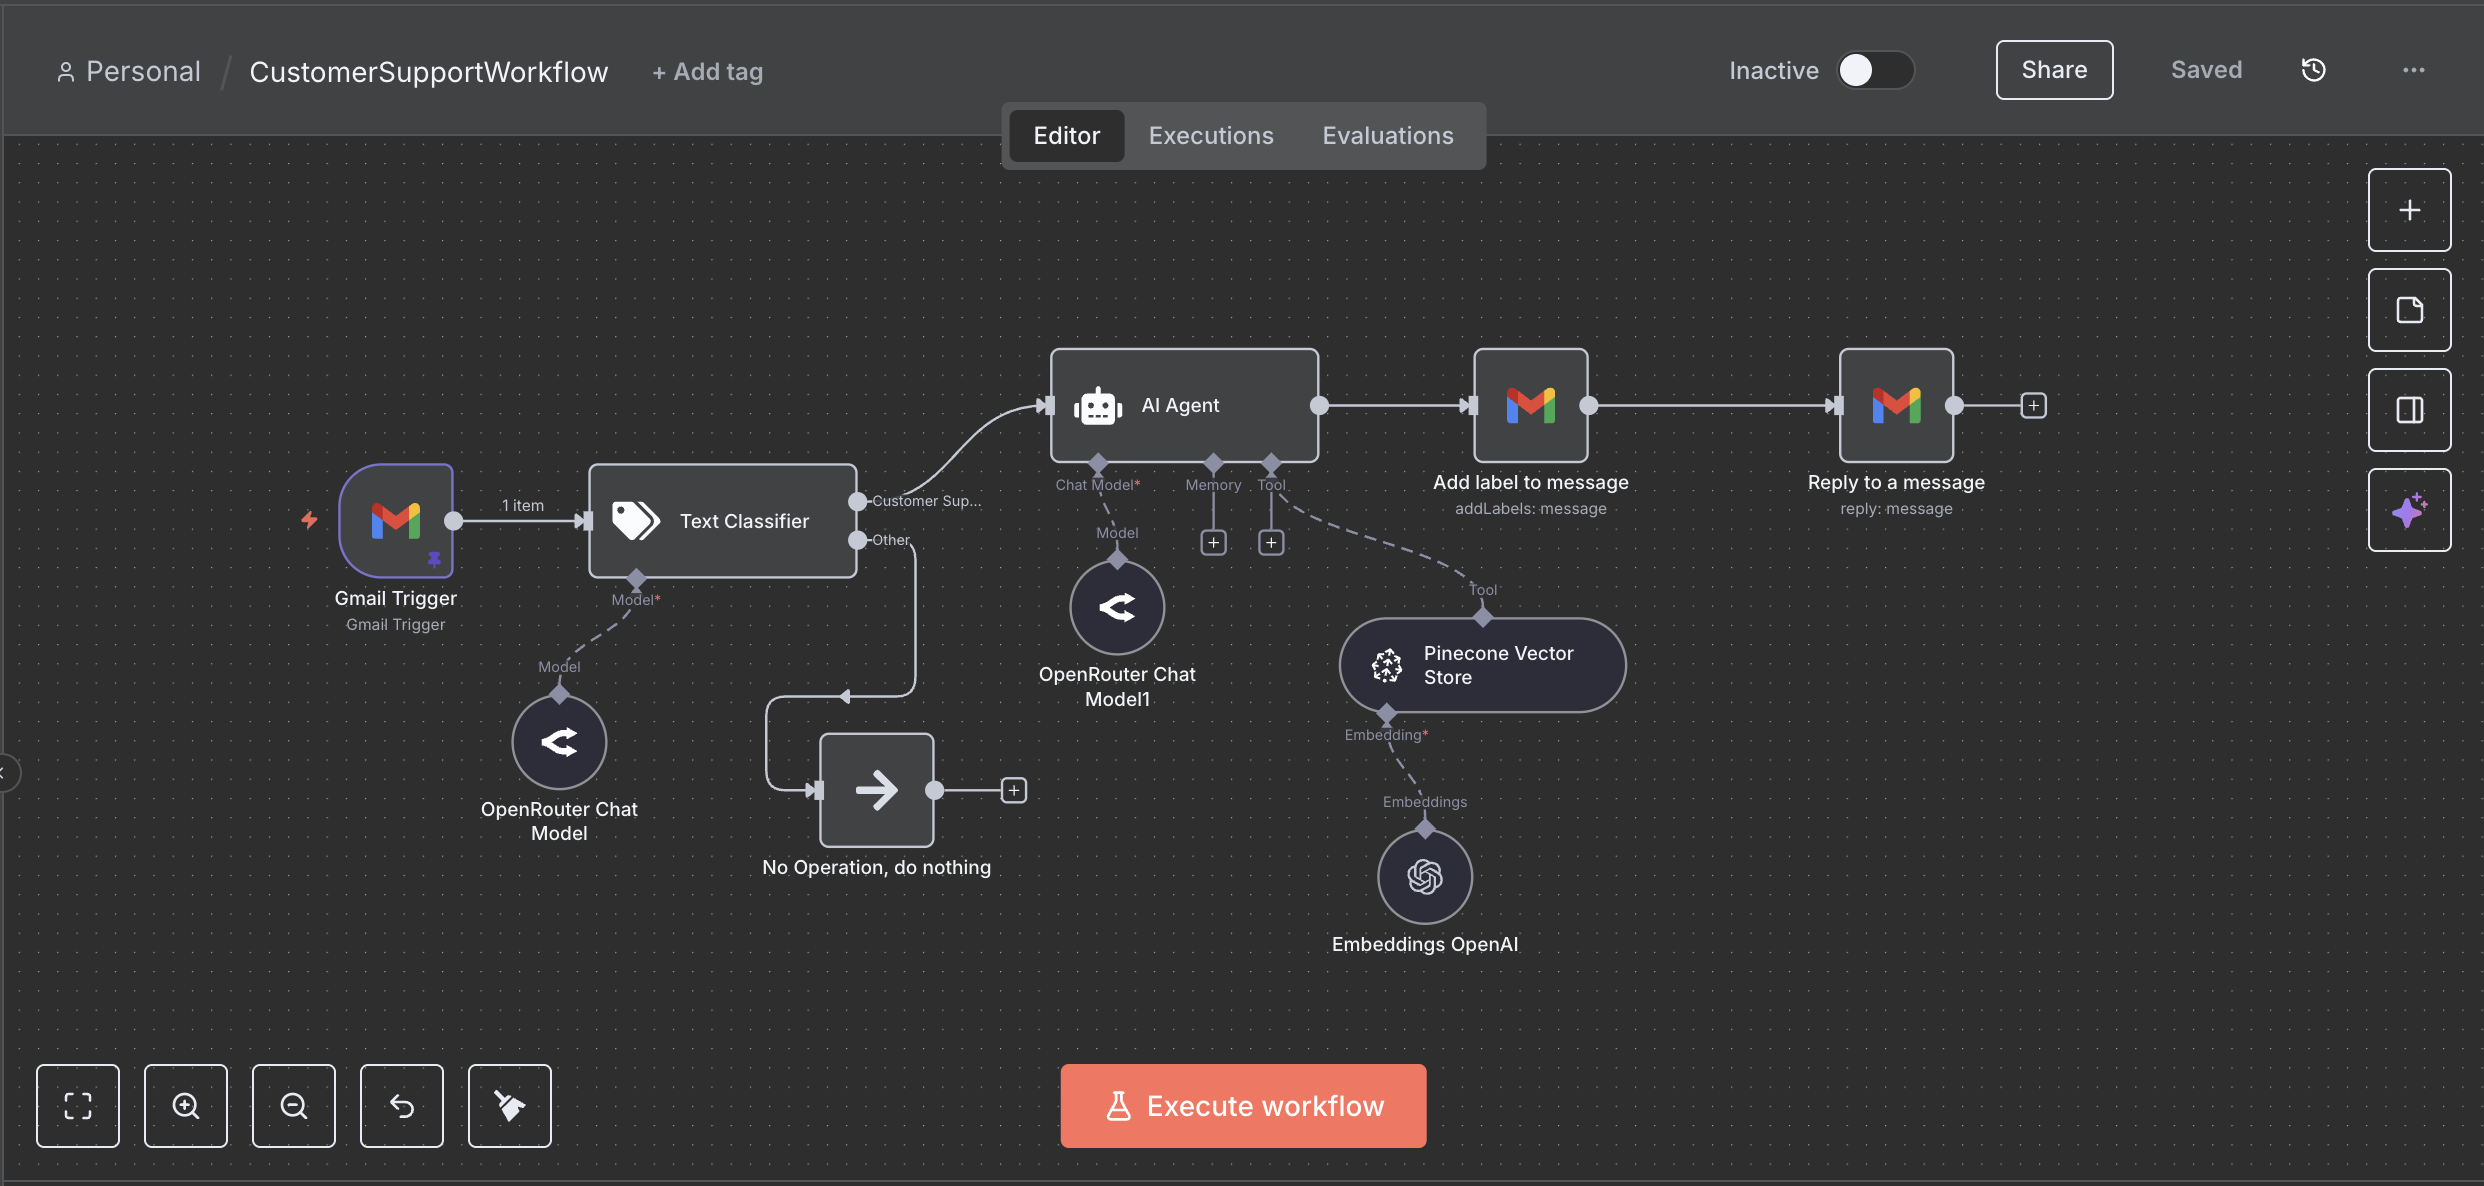 Personal / CustomerSupportWorkflow + Add tag
Inactive
Share
Saved
Editor
Executions
Evaluations
Gmail Trigger
Gmail Trigger
1 item
Text Classifier
Customer Sup...
Other
Model*
Model
OpenRouter Chat
Model
No Operation, do nothing
AI Agent
Chat Model*
Memory
Tool
Model
OpenRouter Chat
Model1
Tool
Pinecone Vector
Store
Embedding*
Embeddings
Embeddings OpenAI
Add label to message
addLabels: message
Reply to a message
reply: message
Execute workflow